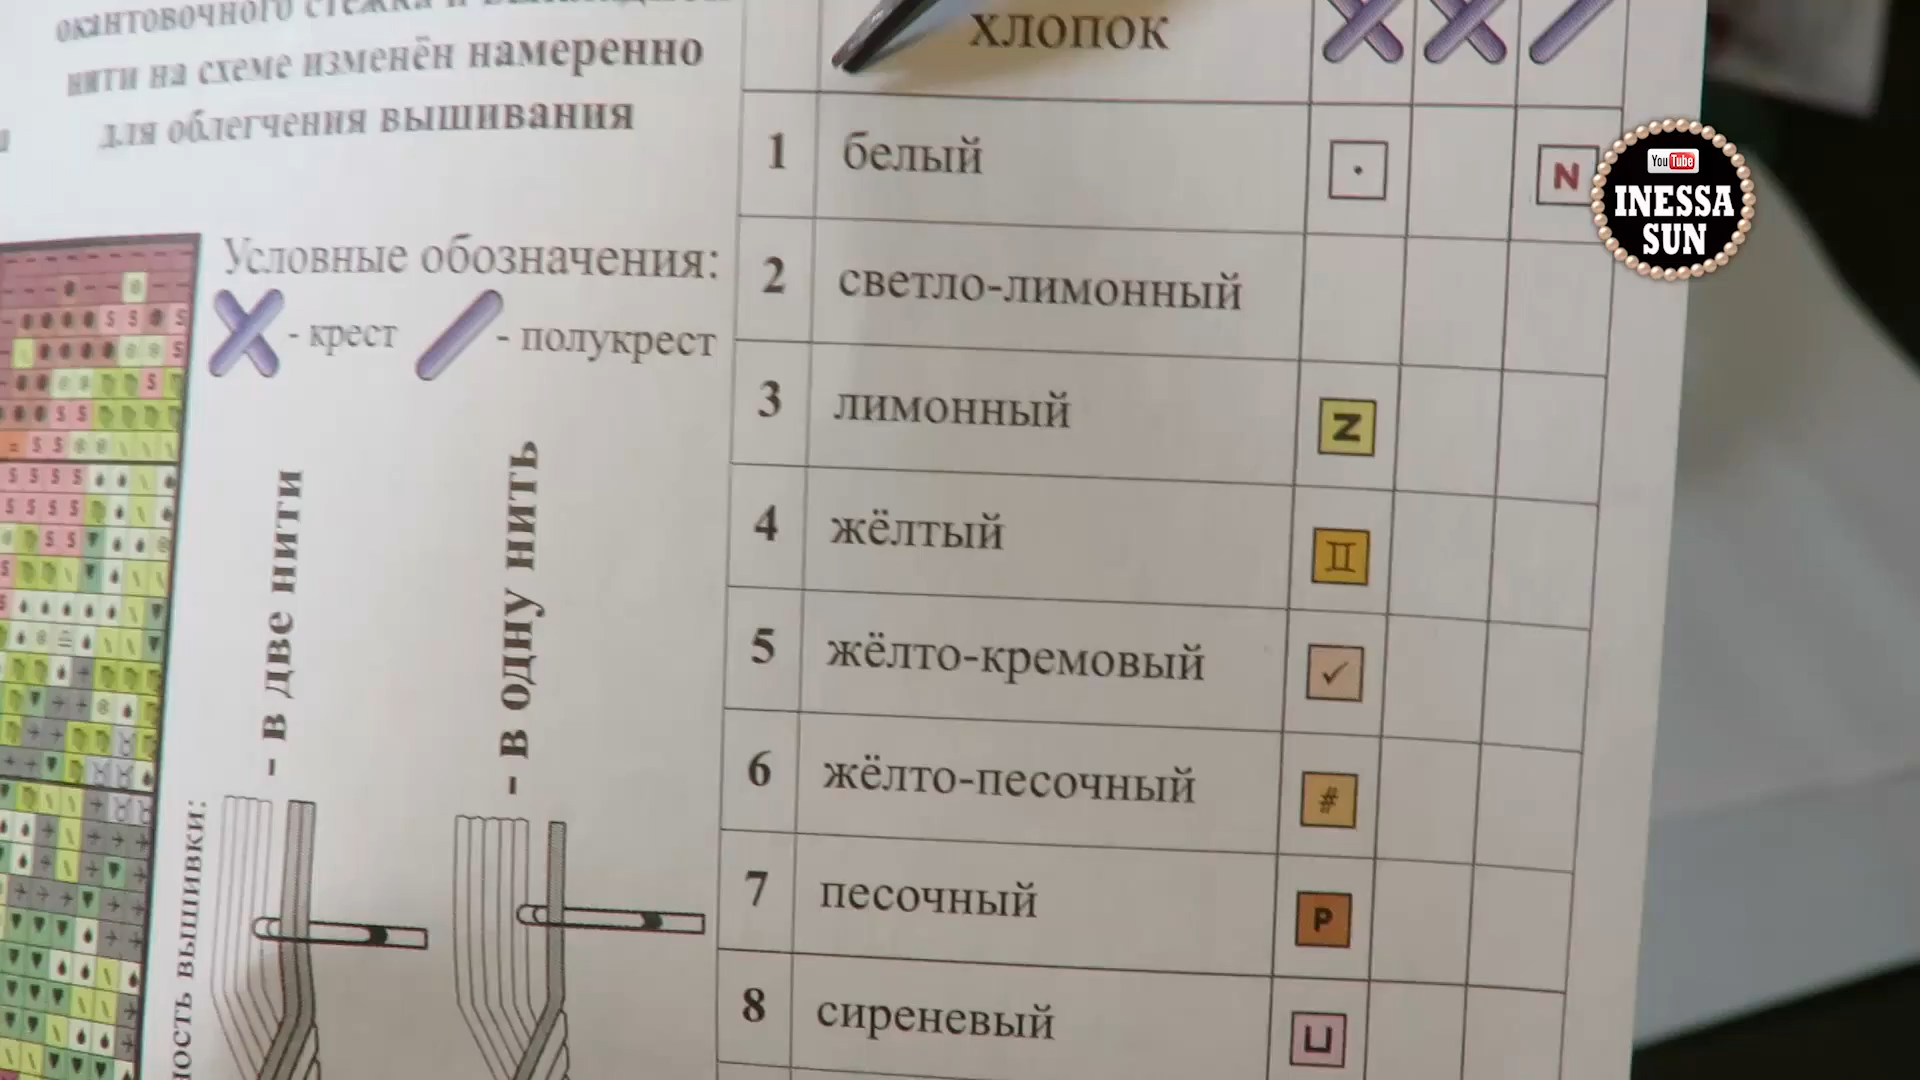 окантовочного стежка и
нити на схеме изменён намеренно
для облегчения вышивания
Условные обозначения:
- крест
- полукрест
- в две нити
- в одну нить
вышивки:
хлопок
1 белый · N
2 светло-лимонный
3 лимонный Z
4 жёлтый II
5 жёлто-кремовый ✓
6 жёлто-песочный #
7 песочный P
8 сиреневый
YouTube
INESSA
SUN